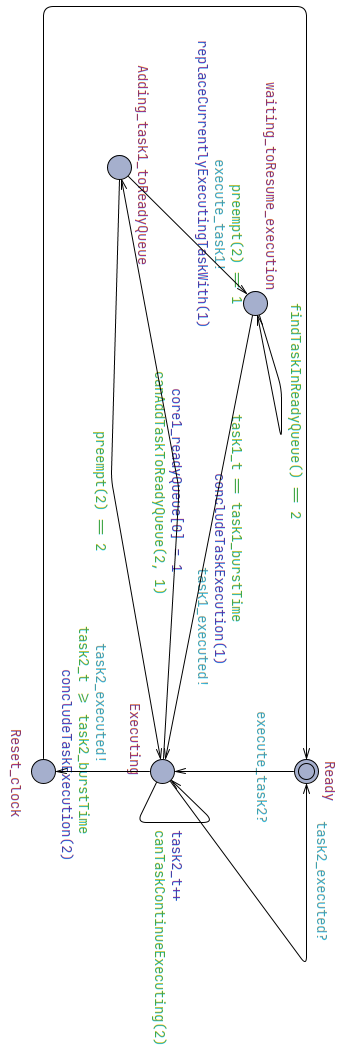 Ready
task2_executed?
findTaskInReadyQueue() == 2
waiting_toResume_execution
execute_task2?
preempt(2) == 1
execute_task1!
replaceCurrentlyExecutingTaskWith(1)
task1_t == task1_burstTime
concludeTaskExecution(1)
task1_executed!
core1_readyQueue[0] = 1
canAddTaskToReadyQueue(2, 1)
task2_t++
canTaskContinueExecuting(2)
Adding_task1_toReadyQueue
Executing
preempt(2) == 2
task2_executed!
task2_t >= task2_burstTime
concludeTaskExecution(2)
Reset_clock